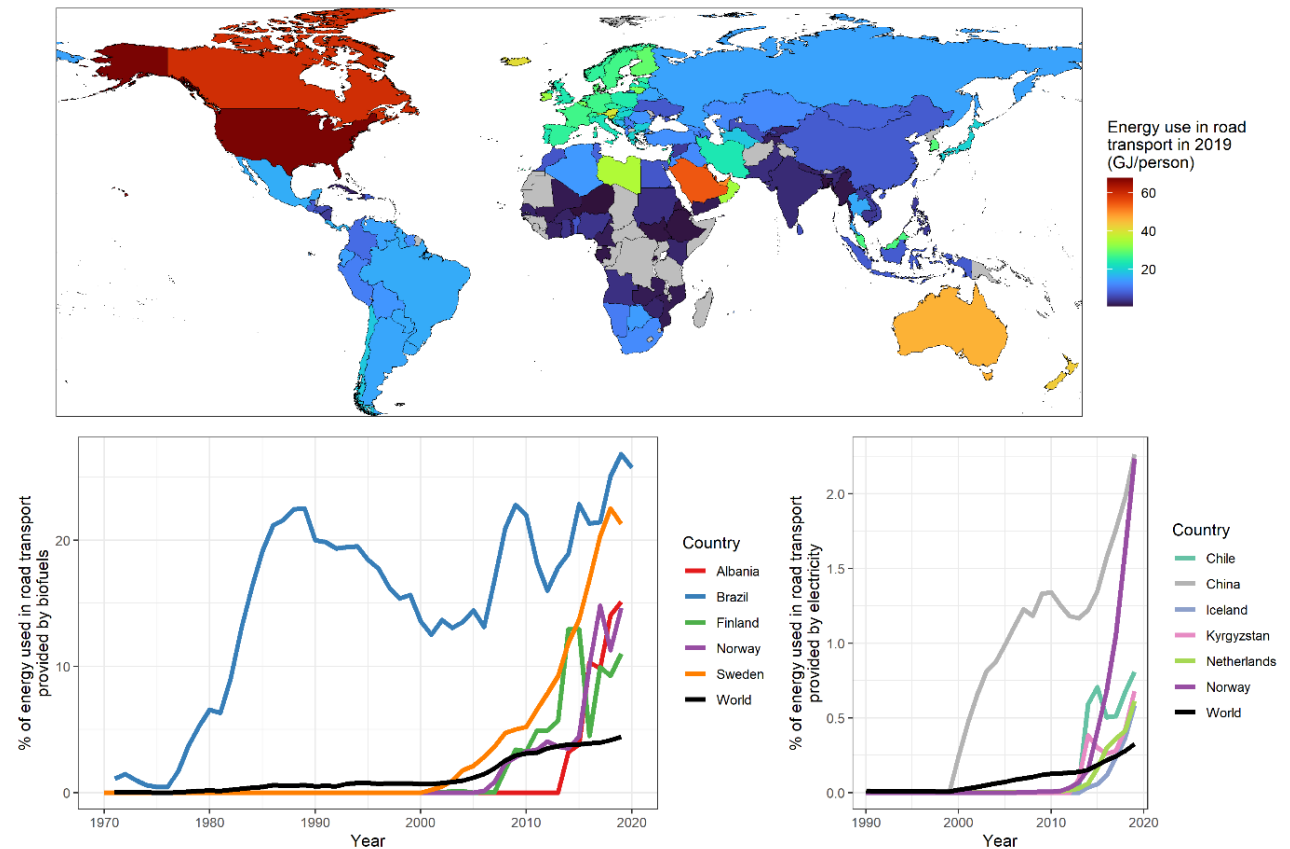 Energy use in road
transport in 2019
(GJ/person)
60
40
20
% of energy used in road transport
provided by biofuels
20
10
0
1970
1980
1990
2000
2010
2020
Year
Country
Albania
Brazil
Finland
Norway
Sweden
World
% of energy used in road transport
provided by electricity
2.0
1.5
1.0
0.5
0.0
1990
2000
2010
2020
Year
Country
Chile
China
Iceland
Kyrgyzstan
Netherlands
Norway
World